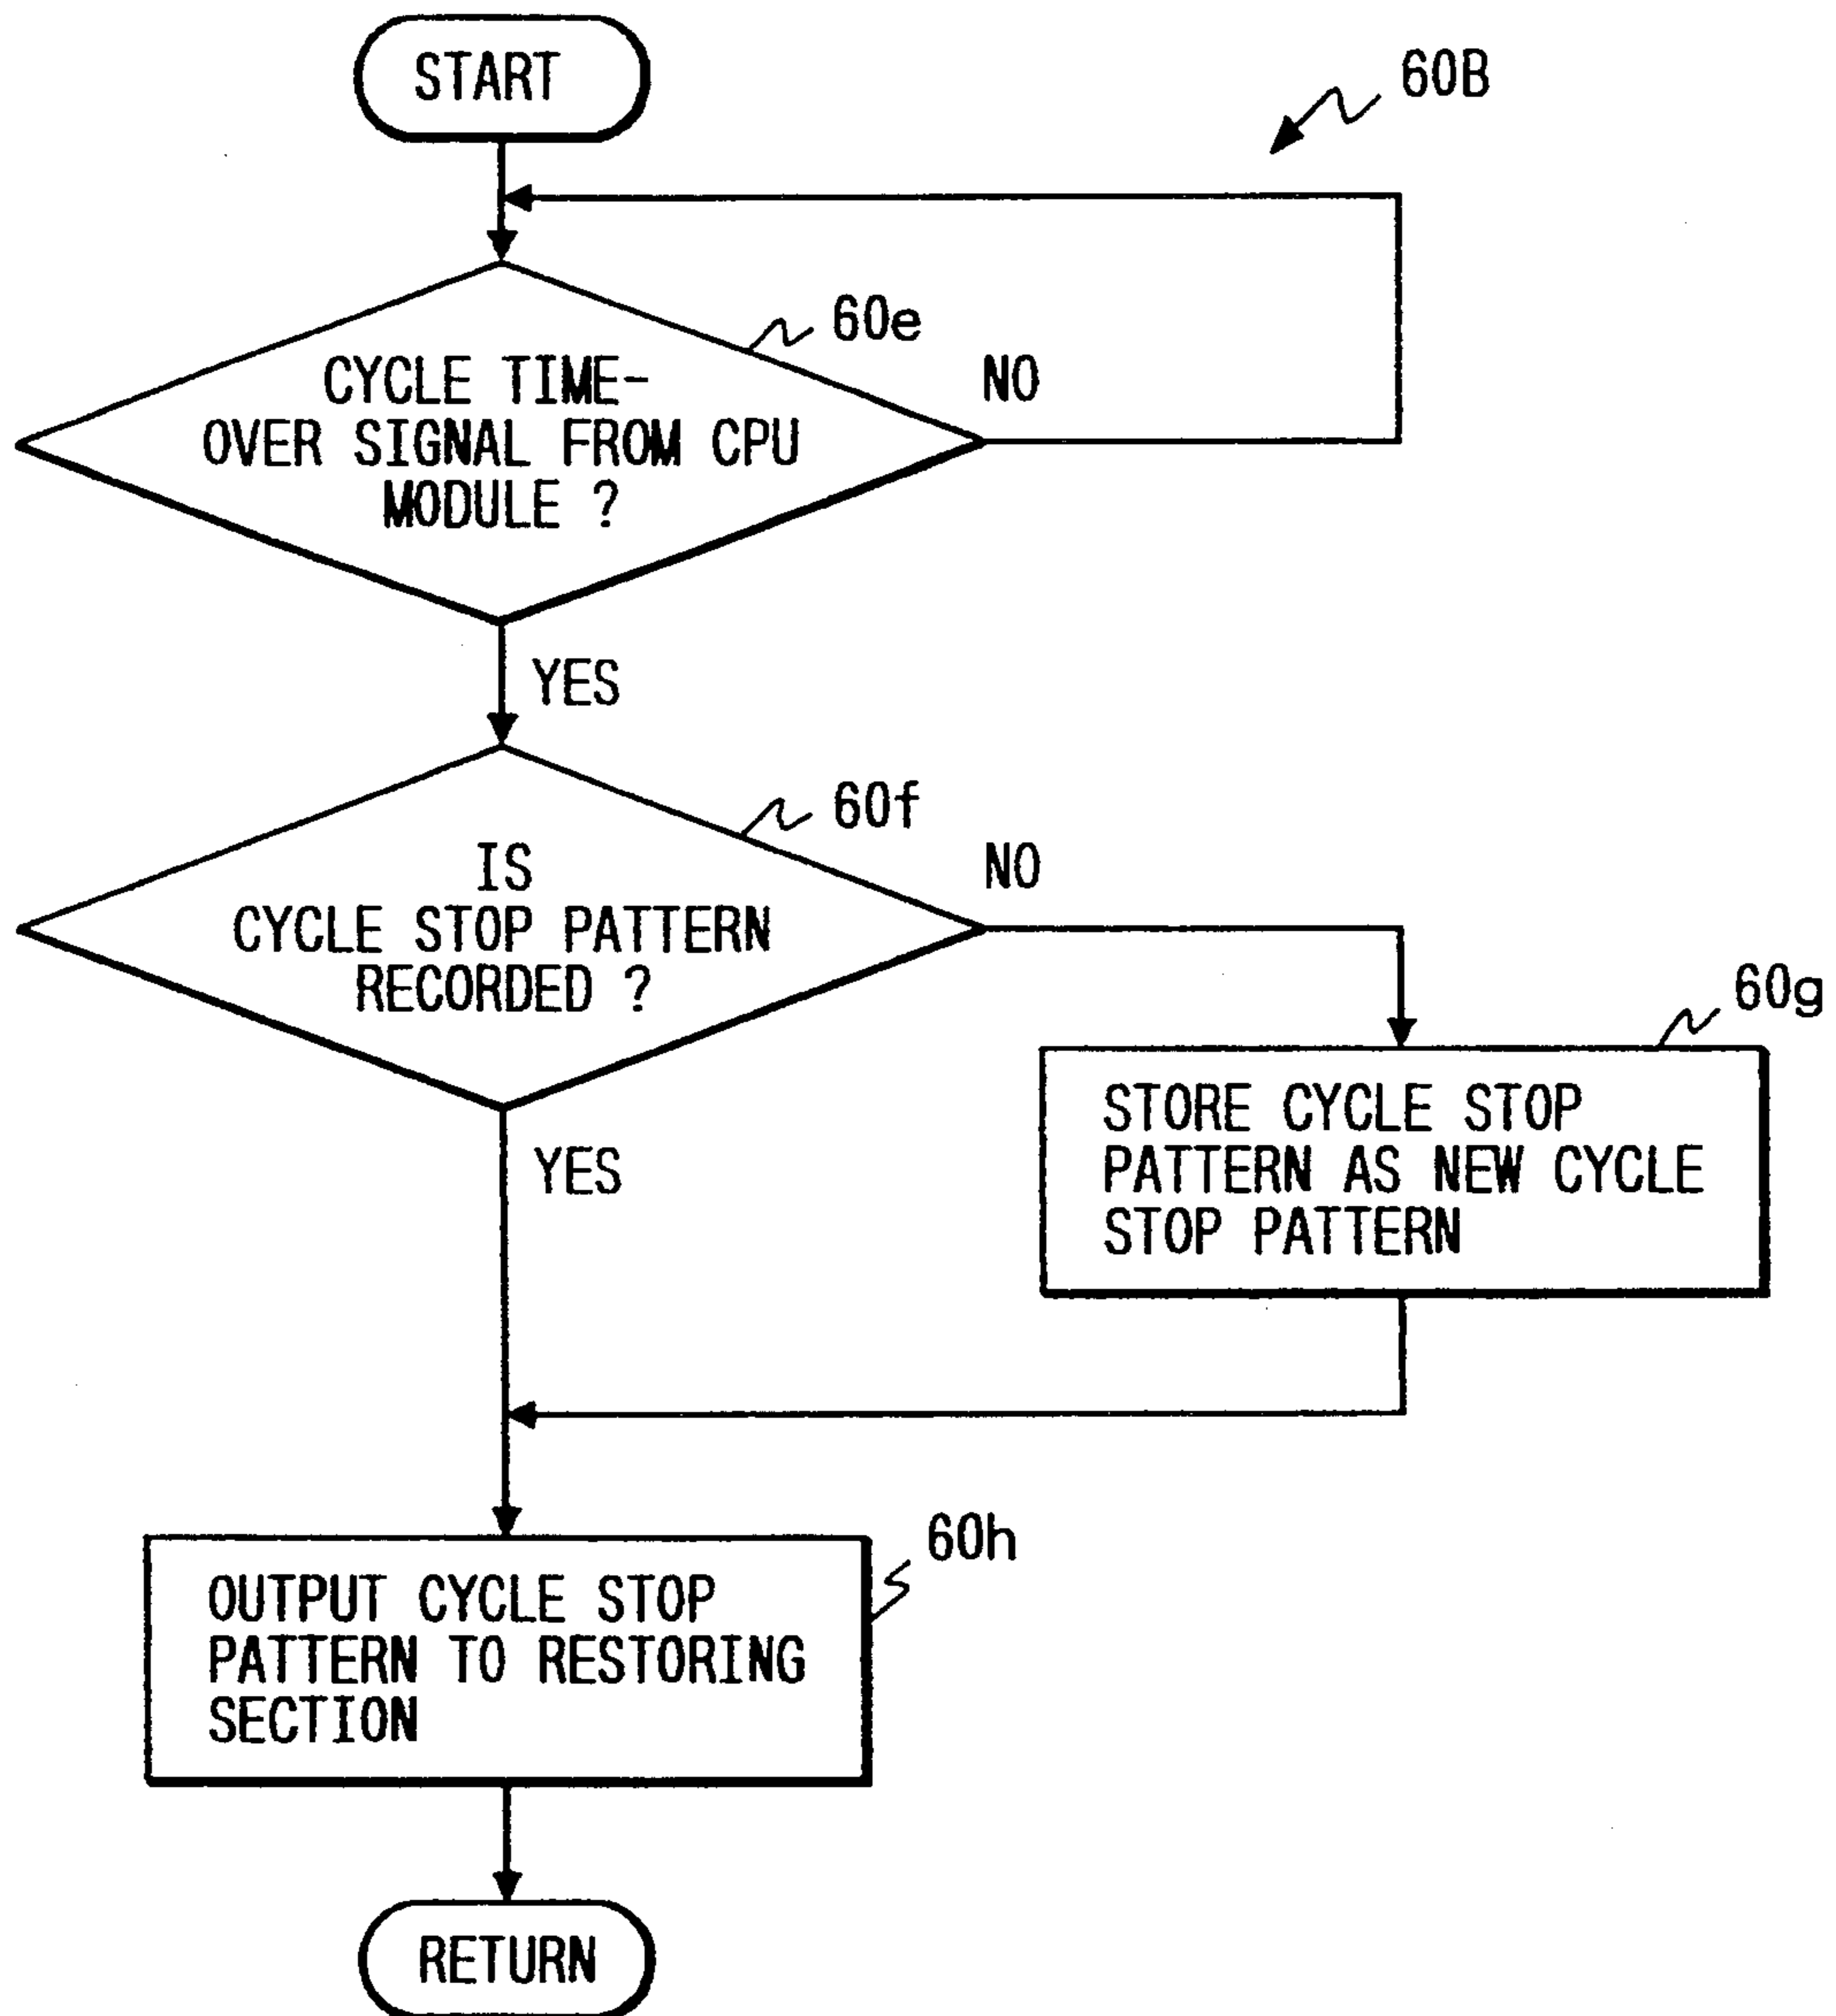 START
60B
60e
CYCLE TIME-
OVER SIGNAL FROM CPU
MODULE ?
NO
YES
60f
IS
CYCLE STOP PATTERN
RECORDED ?
NO
YES
60g
STORE CYCLE STOP
PATTERN AS NEW CYCLE
STOP PATTERN
60h
OUTPUT CYCLE STOP
PATTERN TO RESTORING
SECTION
RETURN